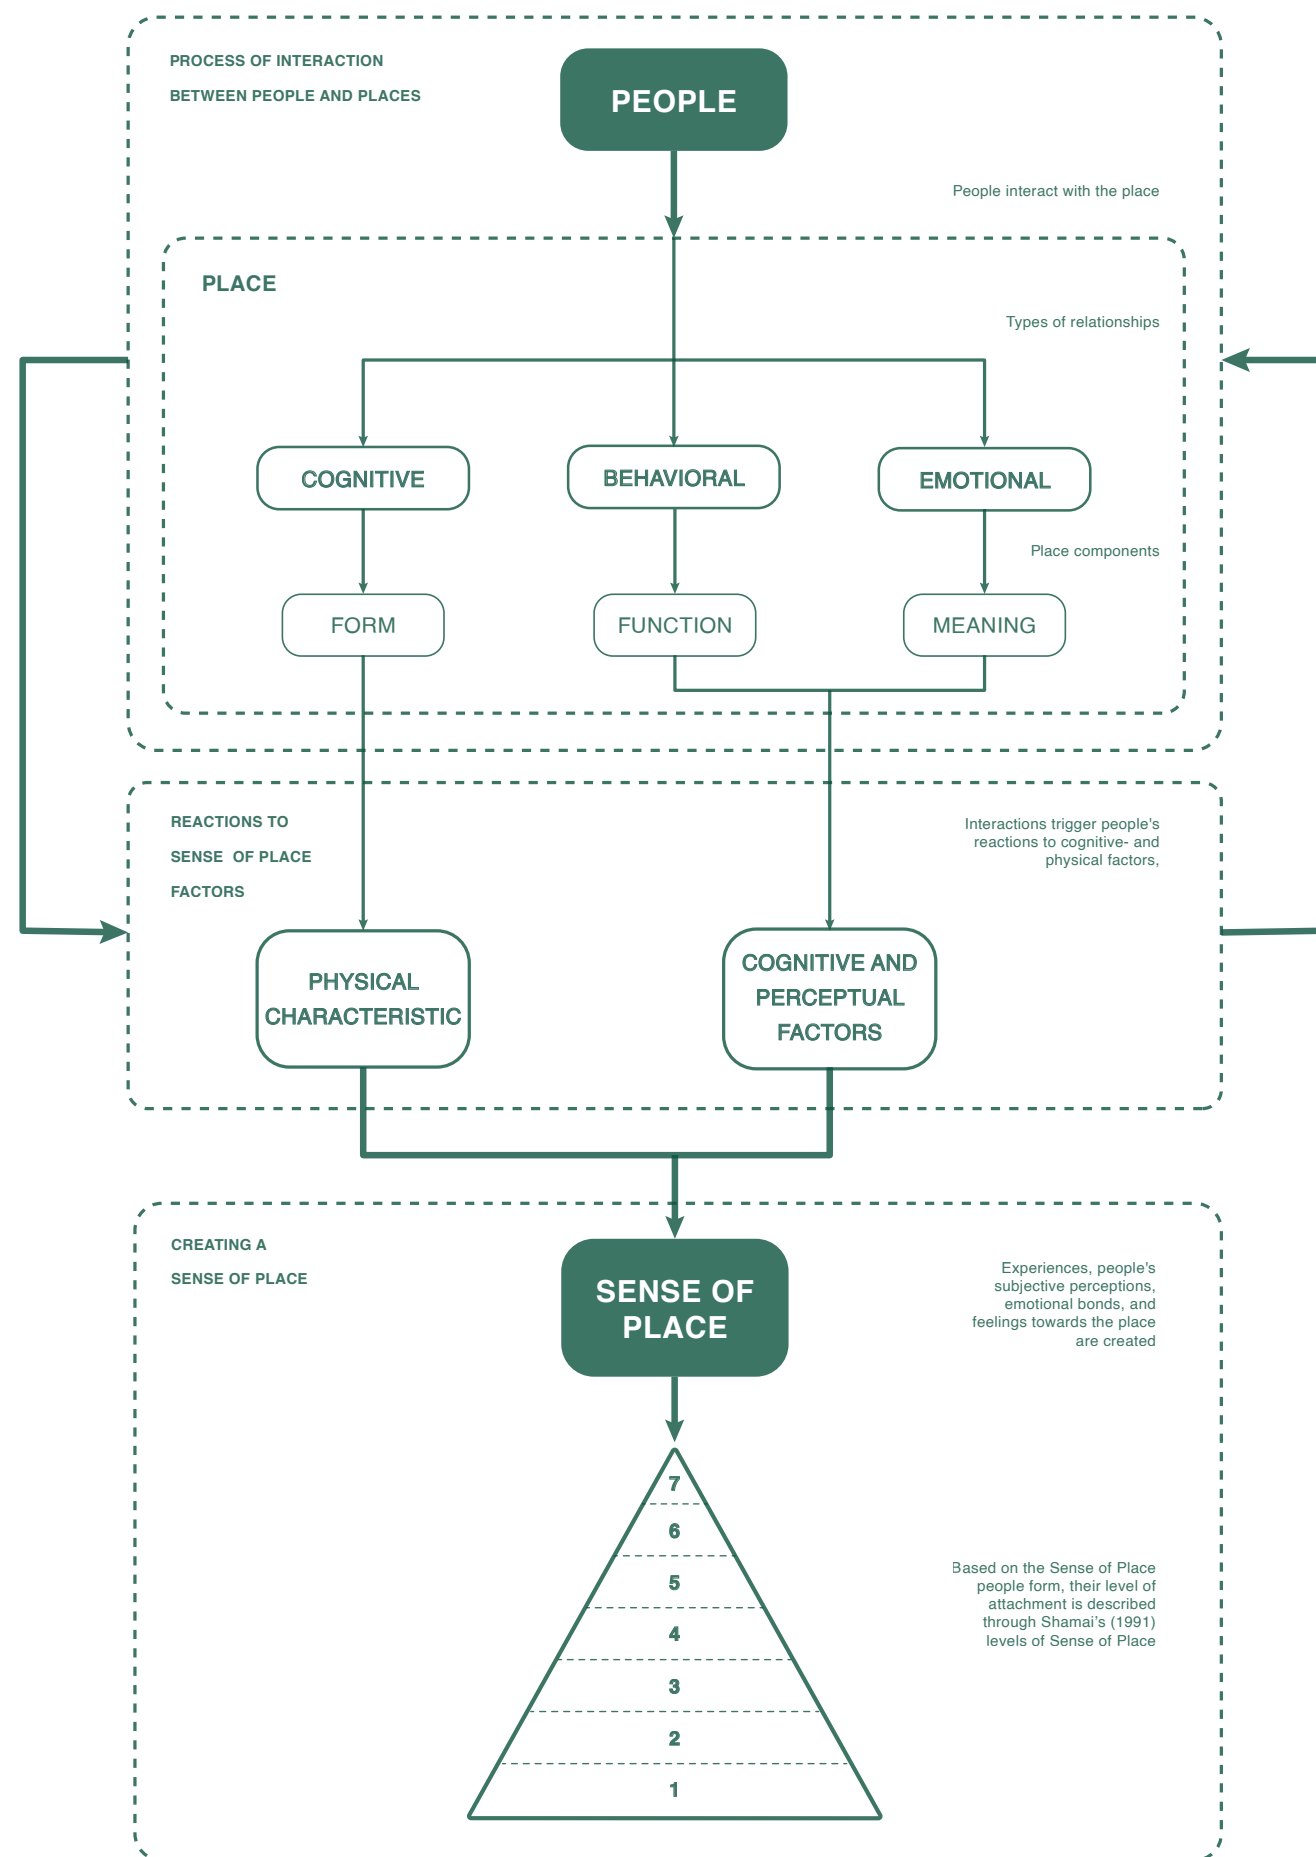 PROCESS OF INTERACTION
BETWEEN PEOPLE AND PLACES
PEOPLE
People interact with the place
PLACE
Types of relationships
COGNITIVE
BEHAVIORAL
EMOTIONAL
Place components
FORM
FUNCTION
MEANING
REACTIONS TO
SENSE OF PLACE
FACTORS
Interactions trigger people's
reactions to cognitive- and
physical factors,
PHYSICAL
CHARACTERISTIC
COGNITIVE AND
PERCEPTUAL
FACTORS
CREATING A
SENSE OF PLACE
SENSE OF
PLACE
Experiences, people's
subjective perceptions,
emotional bonds, and
feelings towards the place
are created
7
6
5
4
3
2
1
Based on the Sense of Place
people form, their level of
attachment is described
through Shamai's (1991)
levels of Sense of Place